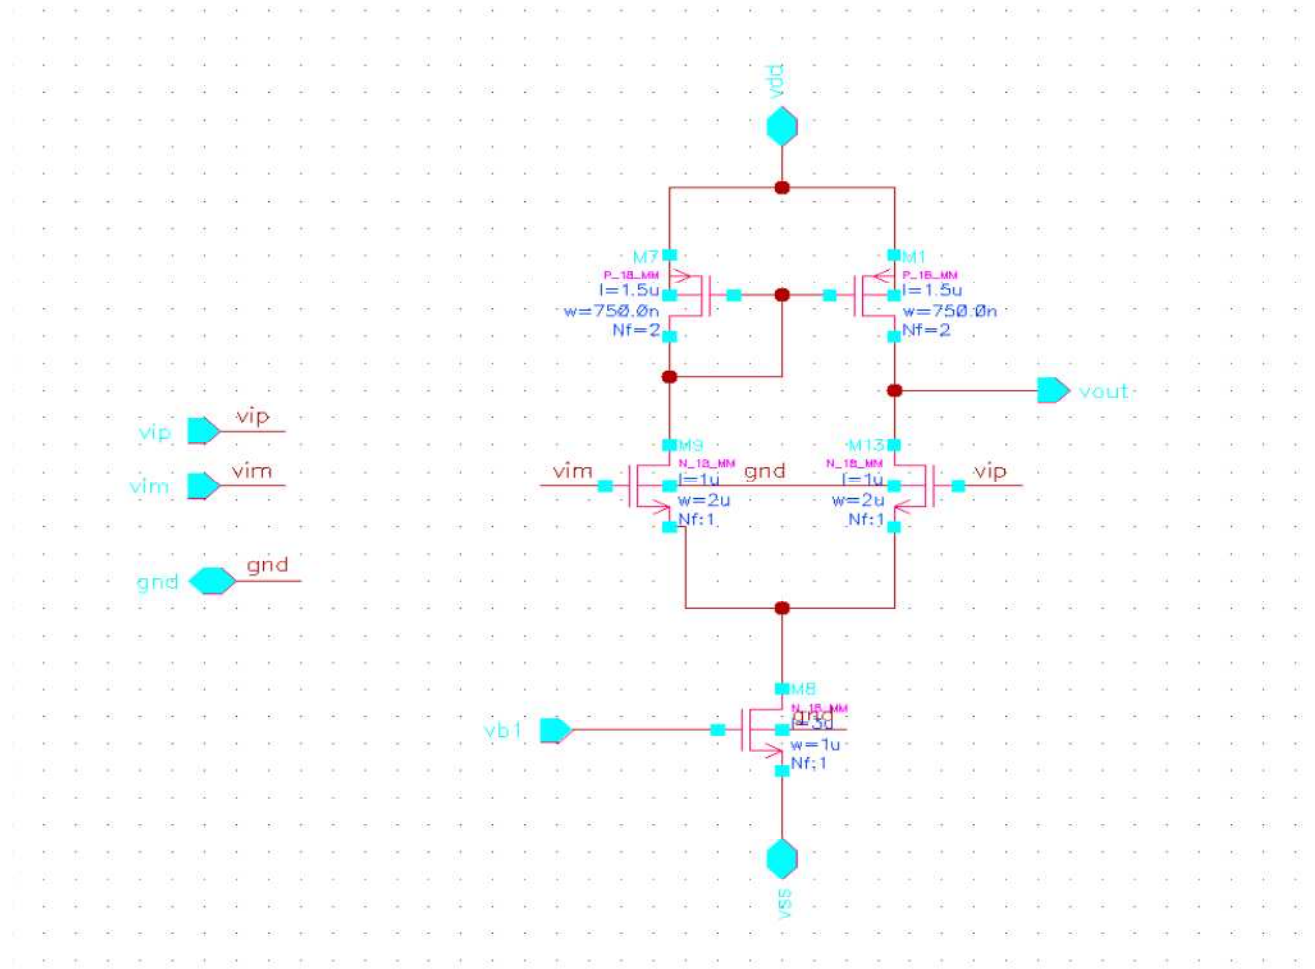 vdd
M7
M1
P_18_MM
P_18_MM
l=1.5u
l=1.5u
w=750.0n
w=750.0n
Nf=2
Nf=2
vout
vip
vip
vim
vim
gnd
gnd
M9
M13
N_18_MM
N_18_MM
vim
gnd
vip
l=1u
l=1u
w=2u
w=2u
Nf:1
Nf:1
M8
N_18_MM
gnd
l=3u
w=1u
Nf:1
vb1
vss